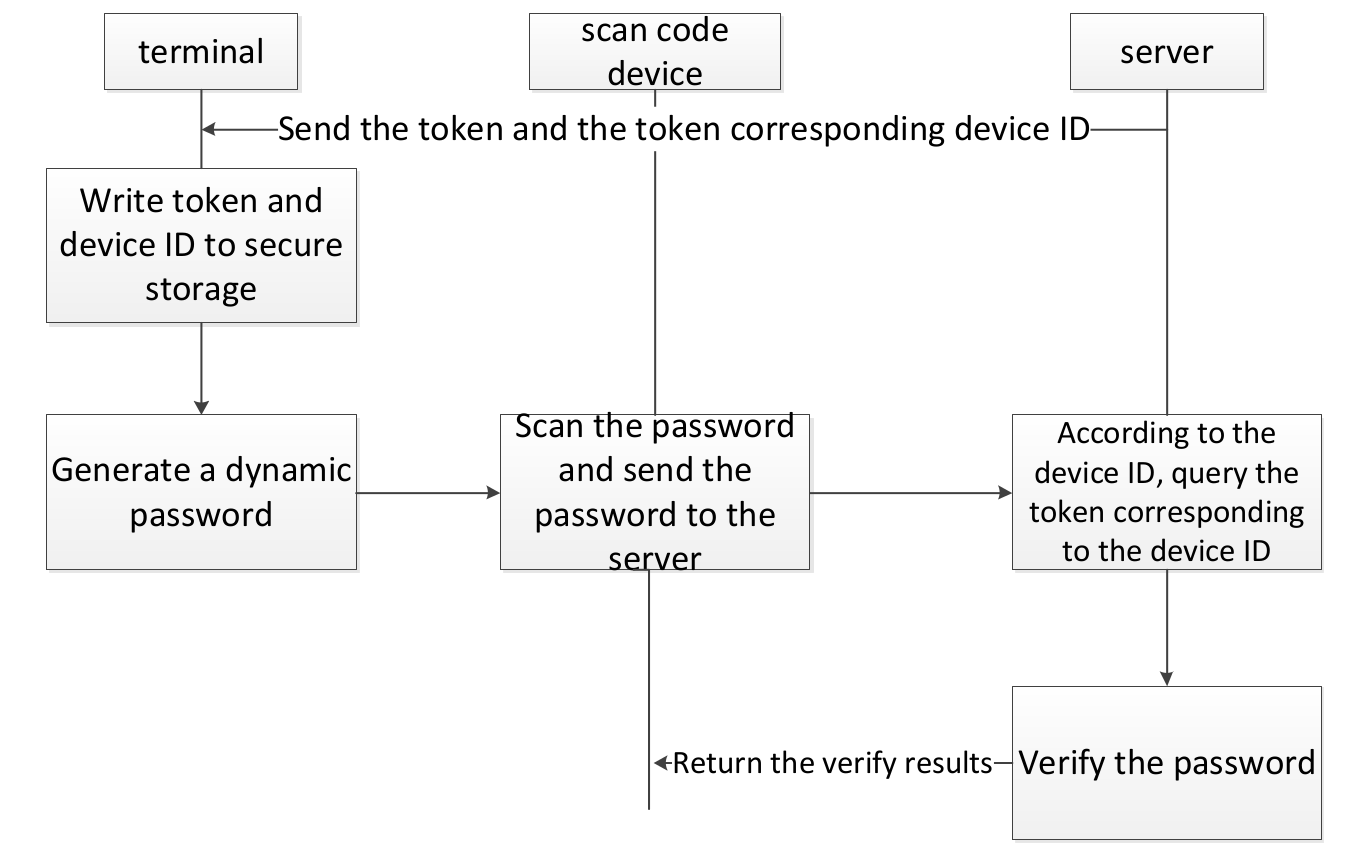 terminal
scan code
device
server
Send the token and the token corresponding device ID
Write token and
device ID to secure
storage
Generate a dynamic
password
Scan the password
and send the
password to the
server
According to the
device ID, query the
token corresponding
to the device ID
Return the verify results
Verify the password